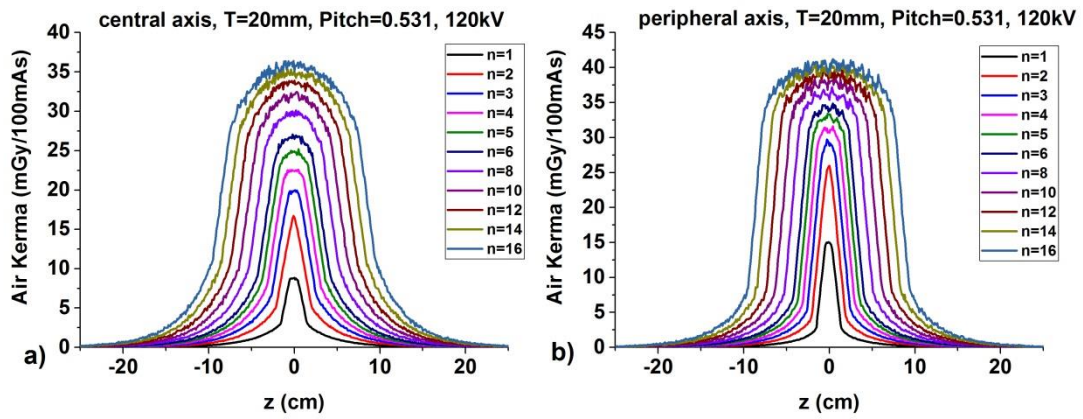 central axis, T=20mm, Pitch=0.531, 120kV
Air Kerma (mGy/100mAs)
40
35
30
25
20
15
10
5
0
n=1
n=2
n=3
n=4
n=5
n=6
n=8
n=10
n=12
n=14
n=16
-20
-10
0
10
20
z (cm)
a)
peripheral axis, T=20mm, Pitch=0.531, 120kV
Air Kerma (mGy/100mAs)
45
40
35
30
25
20
15
10
5
0
n=1
n=2
n=3
n=4
n=5
n=6
n=8
n=10
n=12
n=14
n=16
-20
-10
0
10
20
z (cm)
b)